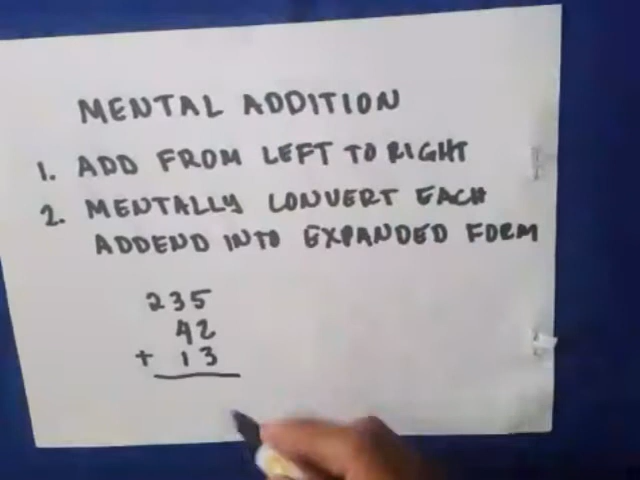 MENTAL ADDITION
1. ADD FROM LEFT TO RIGHT
2. MENTALLY CONVERT EACH
ADDEND INTO EXPANDED FORM
235
42
+ 13